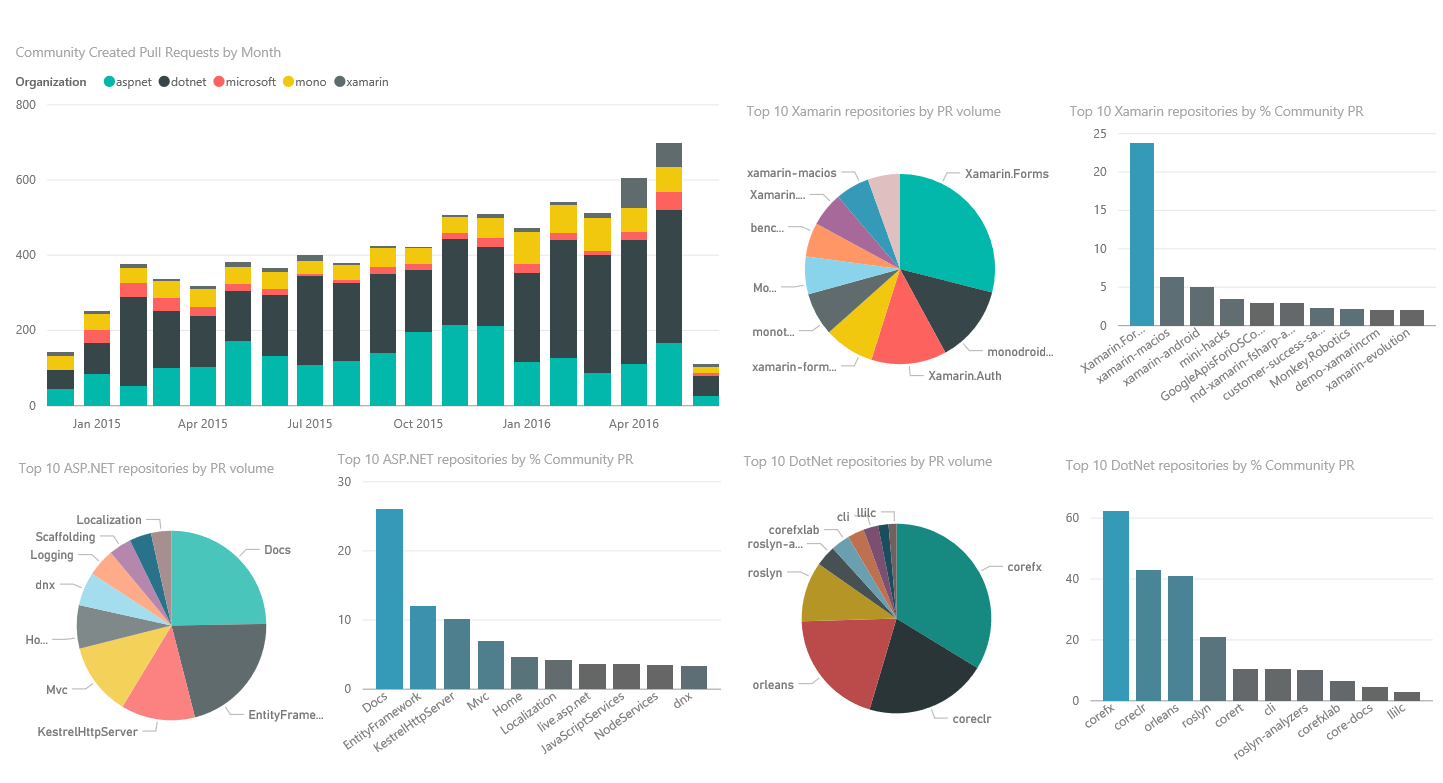 Community Created Pull Requests by Month
Organization aspnet dotnet microsoft mono xamarin
800
600
400
200
0
Jan 2015 Apr 2015 Jul 2015 Oct 2015 Jan 2016 Apr 2016
Top 10 Xamarin repositories by PR volume
xamarin-macios
Xamarin....
benc...
Mo...
monot...
xamarin-form...
Xamarin.Forms
monodroid...
Xamarin.Auth
Top 10 Xamarin repositories by % Community PR
25
20
15
10
5
0
Xamarin.For...
xamarin-macios
xamarin-android
mini-hacks
GoogleApisForiOSCo...
md-xamarin-fsharp-a...
customer-success-sa...
Monkey.Robotics
demo-xamarincrm
xamarin-evolution
Top 10 ASP.NET repositories by PR volume
Localization
Scaffolding
Logging
dnx
Ho...
Mvc
KestrelHttpServer
Docs
EntityFrame...
Top 10 ASP.NET repositories by % Community PR
30
20
10
0
Docs
EntityFramework
KestrelHttpServer
Mvc
Home
Localization
live.asp.net
JavaScriptServices
NodeServices
dnx
Top 10 DotNet repositories by PR volume
llilc
cli
corefxlab
roslyn-a...
roslyn
orleans
corefx
coreclr
Top 10 DotNet repositories by % Community PR
60
40
20
0
corefx
coreclr
orleans
roslyn
corert
cli
roslyn-analyzers
corefxlab
core-docs
llilc